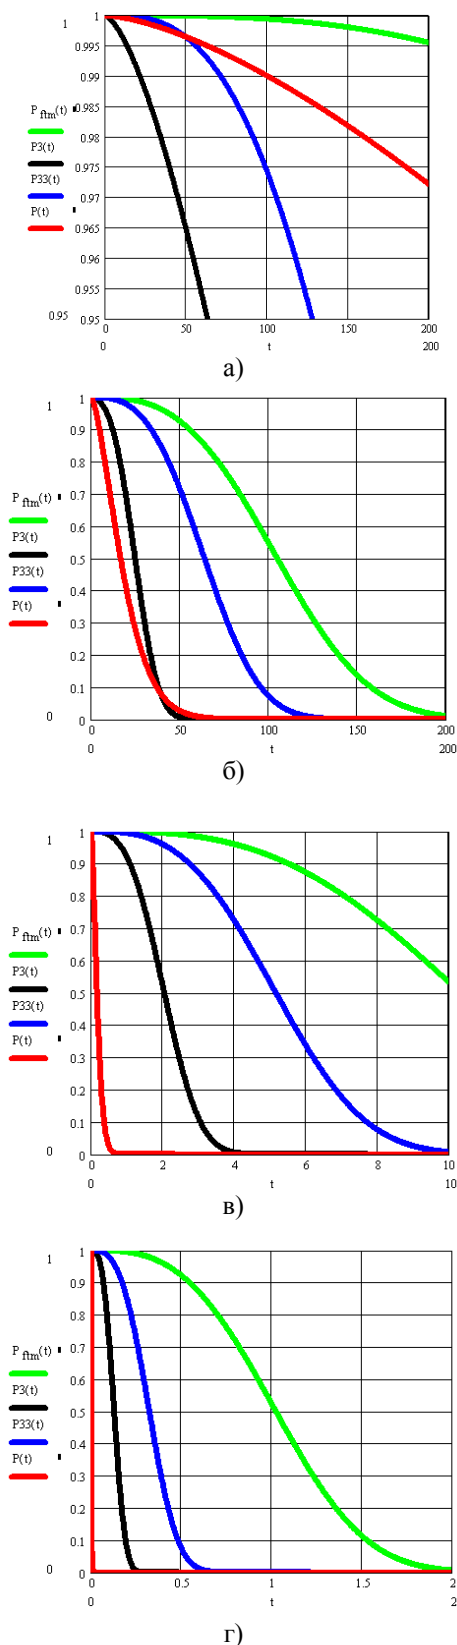 1
1
0.995
0.99
0.985
0.98
0.975
0.97
0.965
0.96
0.955
0.95
0.95
P ftm(t)
P3(t)
P33(t)
P(t)
0 50 100 150 200
0 t 200
а)
1
1
0.9
0.8
0.7
0.6
0.5
0.4
0.3
0.2
0.1
0
0
P ftm(t)
P3(t)
P33(t)
P(t)
0 50 100 150 200
0 t 200
б)
1
1
0.9
0.8
0.7
0.6
0.5
0.4
0.3
0.2
0.1
0
0
P ftm(t)
P3(t)
P33(t)
P(t)
0 2 4 6 8 10
0 t 10
в)
1
1
0.9
0.8
0.7
0.6
0.5
0.4
0.3
0.2
0.1
0
0
P ftm(t)
P3(t)
P33(t)
P(t)
0 0.5 1 1.5 2
0 t 2
г)